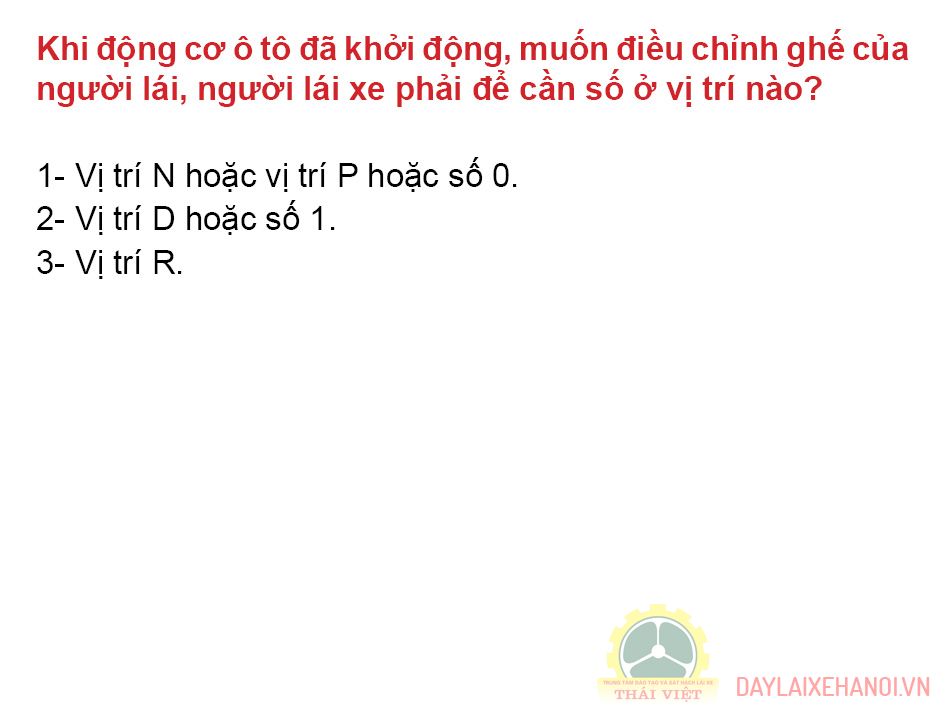 Khi động cơ ô tô đã khởi động, muốn điều chỉnh ghế của
người lái, người lái xe phải để cần số ở vị trí nào?
1- Vị trí N hoặc vị trí P hoặc số 0.
2- Vị trí D hoặc số 1.
3- Vị trí R.
TRUNG TÂM ĐÀO TẠO VÀ SÁT HẠCH LÁI XE
THÁI VIỆT
DAYLAIXEHANOI.VN